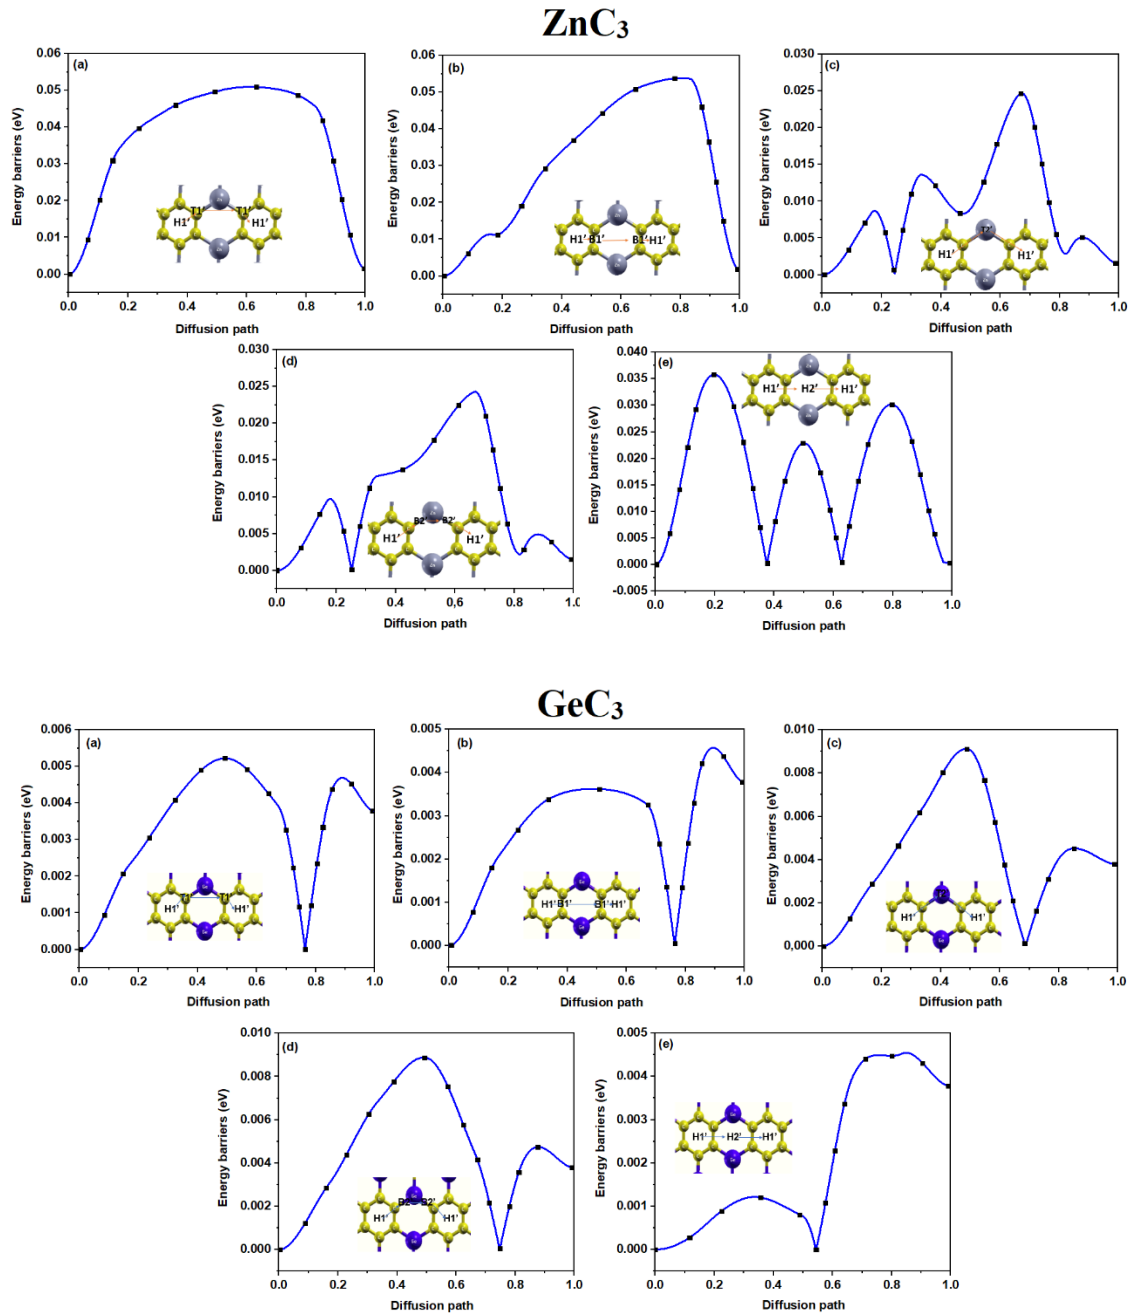 ZnC₃
(a)
0.06
0.05
0.04
0.03
0.02
0.01
0.00
Energy barriers (eV)
H1' T1' T1' H1'
0.0 0.2 0.4 0.6 0.8 1.0
Diffusion path
(b)
0.06
0.05
0.04
0.03
0.02
0.01
0.00
Energy barriers (eV)
H1' B1' B1' H1'
0.0 0.2 0.4 0.6 0.8 1.0
Diffusion path
(c)
0.030
0.025
0.020
0.015
0.010
0.005
0.000
Energy barriers (eV)
T2'
H1' H1'
0.0 0.2 0.4 0.6 0.8 1.0
Diffusion path
(d)
0.030
0.025
0.020
0.015
0.010
0.005
0.000
Energy barriers (eV)
B2' B2'
H1' H1'
0.0 0.2 0.4 0.6 0.8 1.0
Diffusion path
(e)
0.040
0.035
0.030
0.025
0.020
0.015
0.010
0.005
0.000
-0.005
Energy barriers (eV)
H1' H2' H1'
0.0 0.2 0.4 0.6 0.8 1.0
Diffusion path
GeC₃
(a)
0.006
0.005
0.004
0.003
0.002
0.001
0.000
Energy barriers (eV)
T1' T1'
H1' H1'
0.0 0.2 0.4 0.6 0.8 1.0
Diffusion path
(b)
0.005
0.004
0.003
0.002
0.001
0.000
Energy barriers (eV)
H1' B1' B1' H1'
0.0 0.2 0.4 0.6 0.8 1.0
Diffusion path
(c)
0.010
0.008
0.006
0.004
0.002
0.000
Energy barriers (eV)
H1' H1'
0.0 0.2 0.4 0.6 0.8 1.0
Diffusion path
(d)
0.010
0.008
0.006
0.004
0.002
0.000
Energy barriers (eV)
B2' B2'
H1' H1'
0.0 0.2 0.4 0.6 0.8 1.0
Diffusion path
(e)
0.005
0.004
0.003
0.002
0.001
0.000
Energy barriers (eV)
H1' H2' H1'
0.0 0.2 0.4 0.6 0.8 1.0
Diffusion path